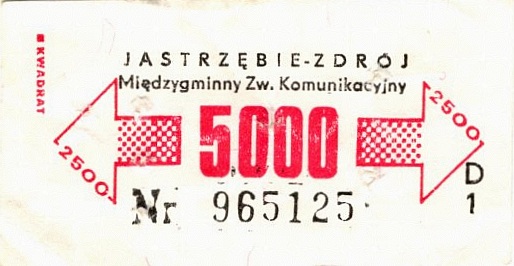 JASTRZĘBIE-ZDRÓJ
Międzygminny Zw. Komunikacyjny
KWADRAT
2500
5000
2500
Nr 965125
D
1